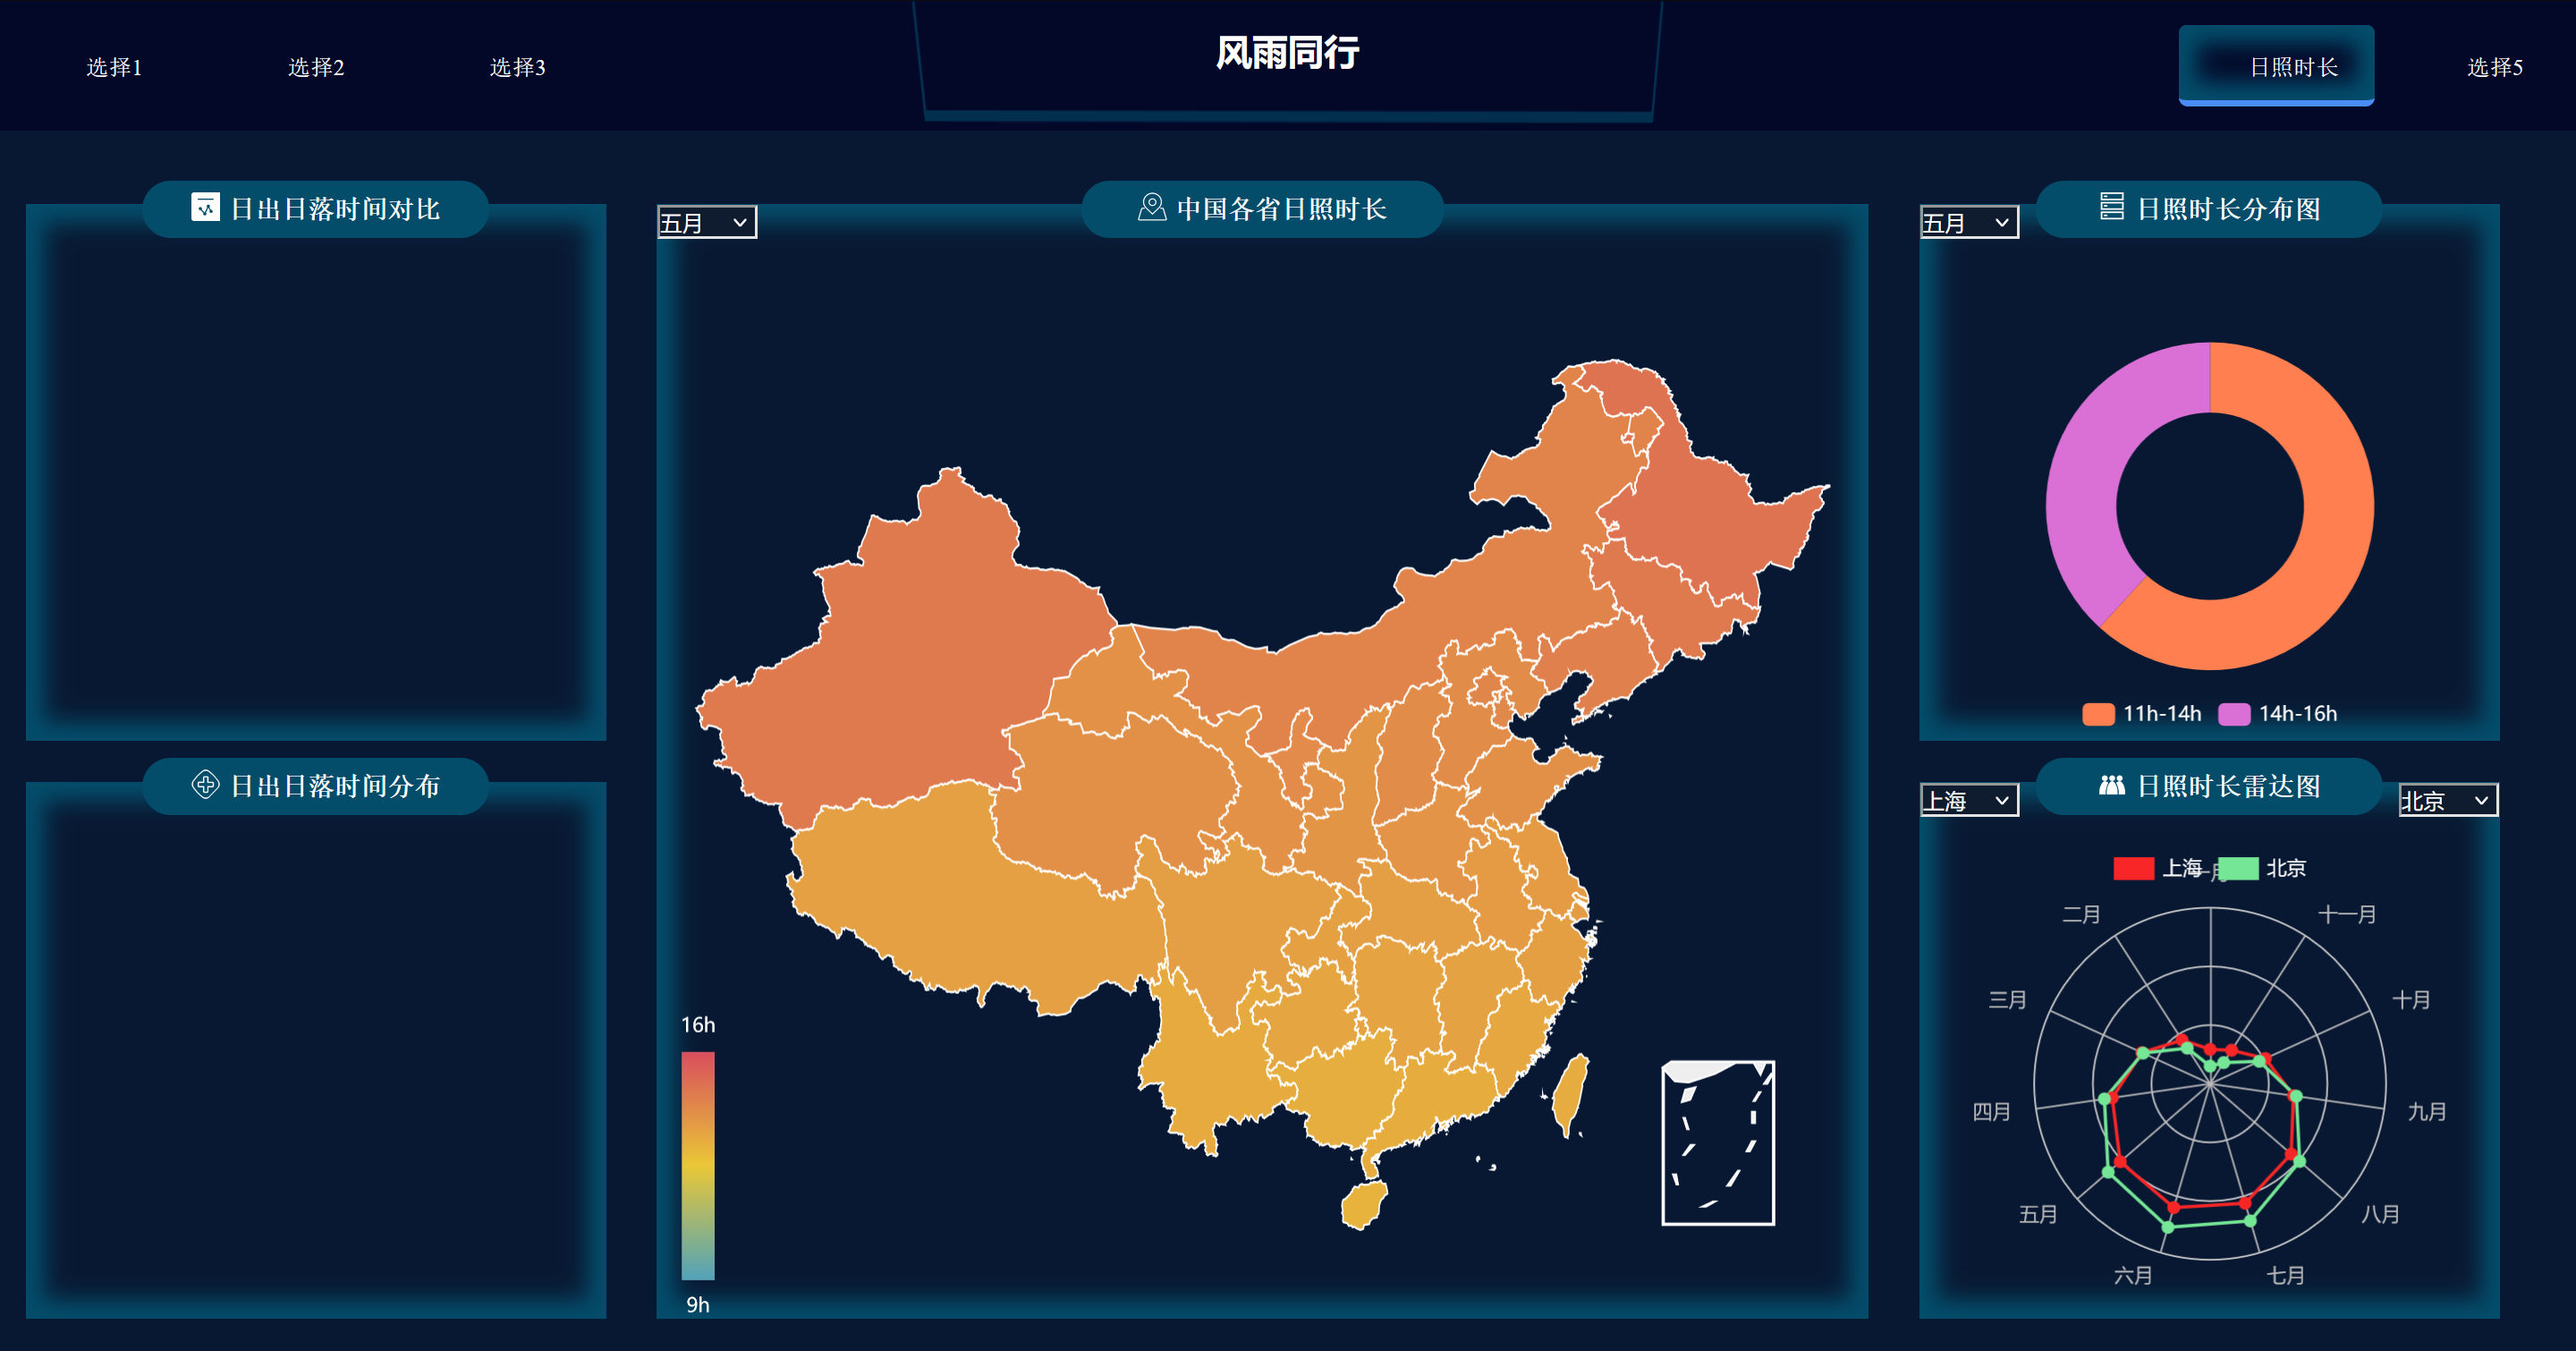 选择1
选择2
选择3
风雨同行
日照时长
选择5
日出日落时间对比
五月
中国各省日照时长
五月
日照时长分布图
11h-14h
14h-16h
日出日落时间分布
16h
9h
上海
日照时长雷达图
北京
上海
北京
二月
十一月
三月
十月
四月
九月
五月
八月
六月
七月